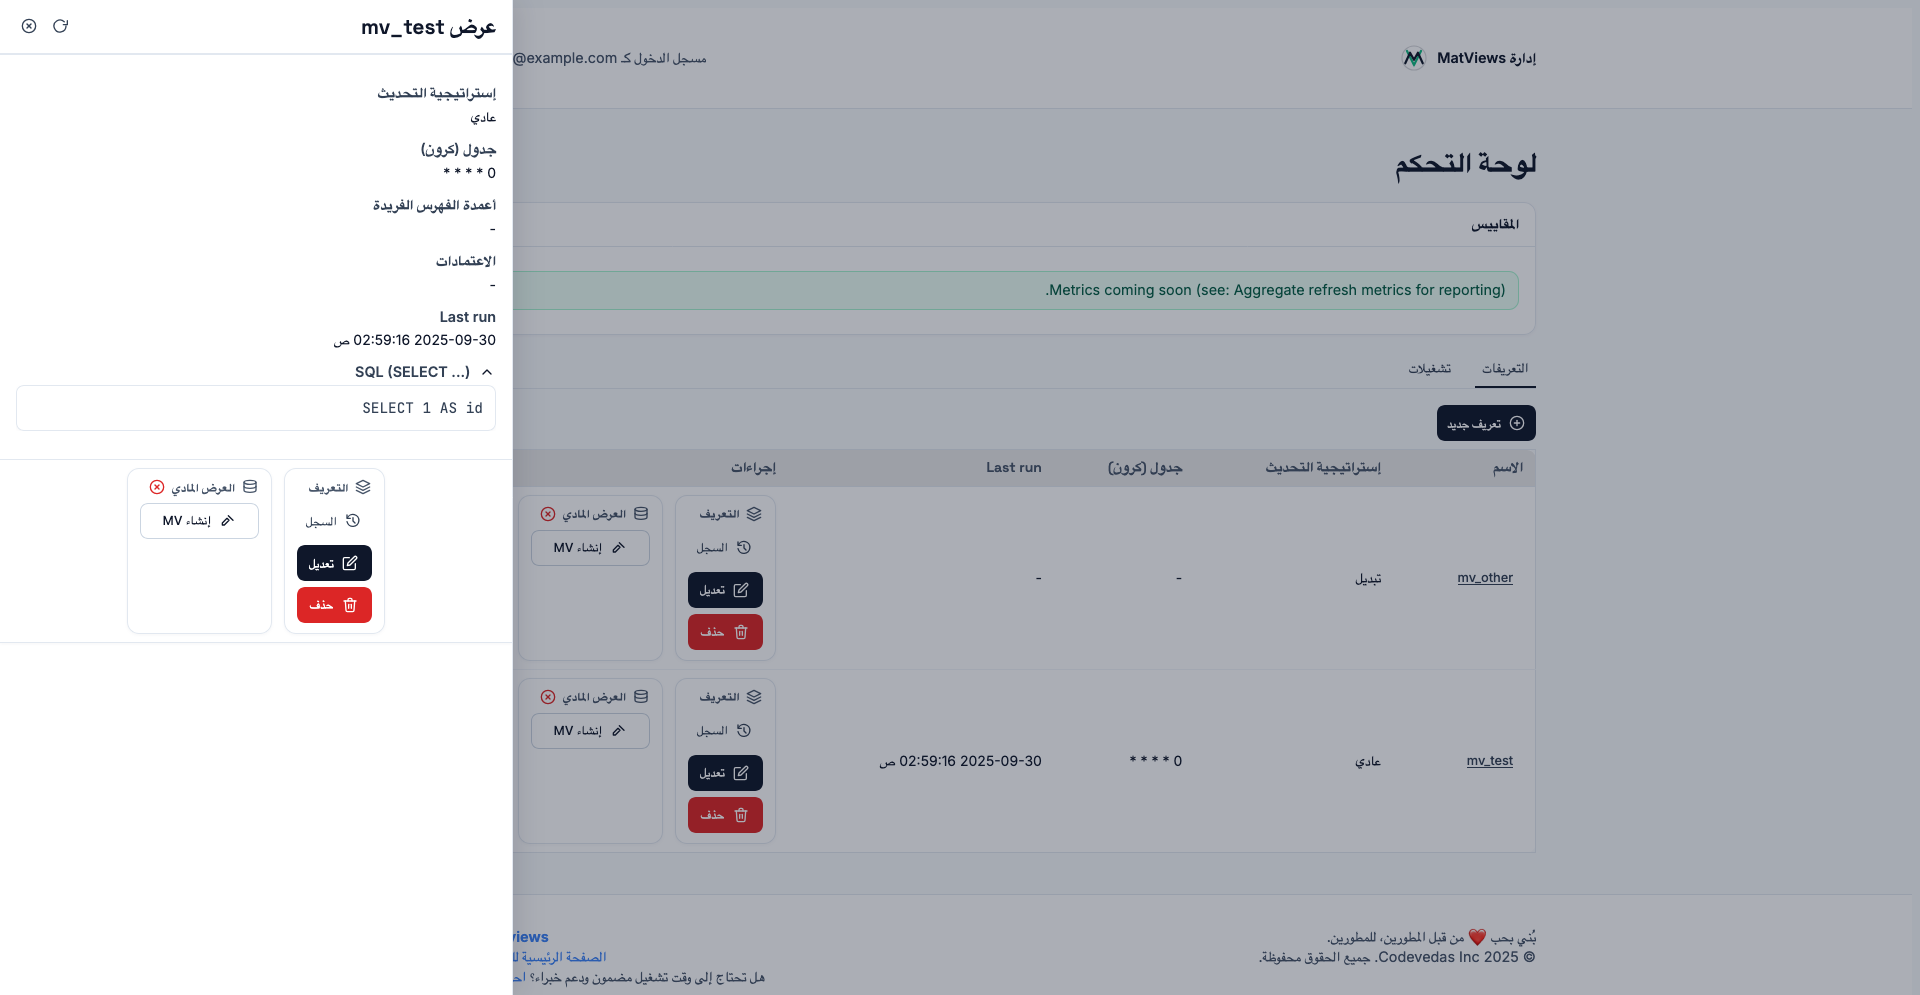 عرض mv_test
إستراتيجية التحديث
عادي
جدول (كرون)
0 * * * *
أعمدة الفهرس الفريدة
-
الاعتمادات
-
Last run
2025-09-30 02:59:16 ص
SQL (SELECT ...)
SELECT 1 AS id
التعريف
السجل
تعديل
حذف
العرض المادي
إنشاء MV
إدارة MatViews
مسجل الدخول كـ @example.com
لوحة التحكم
المقاييس
Metrics coming soon (see: Aggregate refresh metrics for reporting).
التعريفات
تشغيلات
تعريف جديد
الاسم
إستراتيجية التحديث
جدول (كرون)
Last run
إجراءات
mv_other
تبديل
-
-
التعريف
السجل
تعديل
حذف
العرض المادي
إنشاء MV
mv_test
عادي
0 * * * *
2025-09-30 02:59:16 ص
التعريف
السجل
تعديل
حذف
العرض المادي
إنشاء MV
بُني بحب ❤️ من قبل المطورين، للمطورين.
© 2025 Codevedas Inc. جميع الحقوق محفوظة.
الصفحة الرئيسية
هل تحتاج إلى وقت تشغيل مضمون ودعم خبراء؟